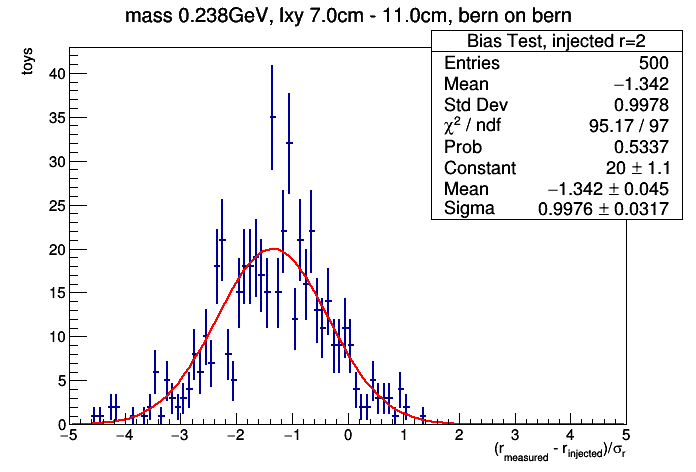 mass 0.238GeV, lxy 7.0cm - 11.0cm, bern on bern
toys
Bias Test, injected r=2
Entries 500
Mean −1.342
Std Dev 0.9978
χ² / ndf 95.17 / 97
Prob 0.5337
Constant 20 ± 1.1
Mean −1.342 ± 0.045
Sigma 0.9976 ± 0.0317
40
35
30
25
20
15
10
5
0
−5 −4 −3 −2 −1 0 1 2 3 4 5
(r_measured - r_injected)/σ_r